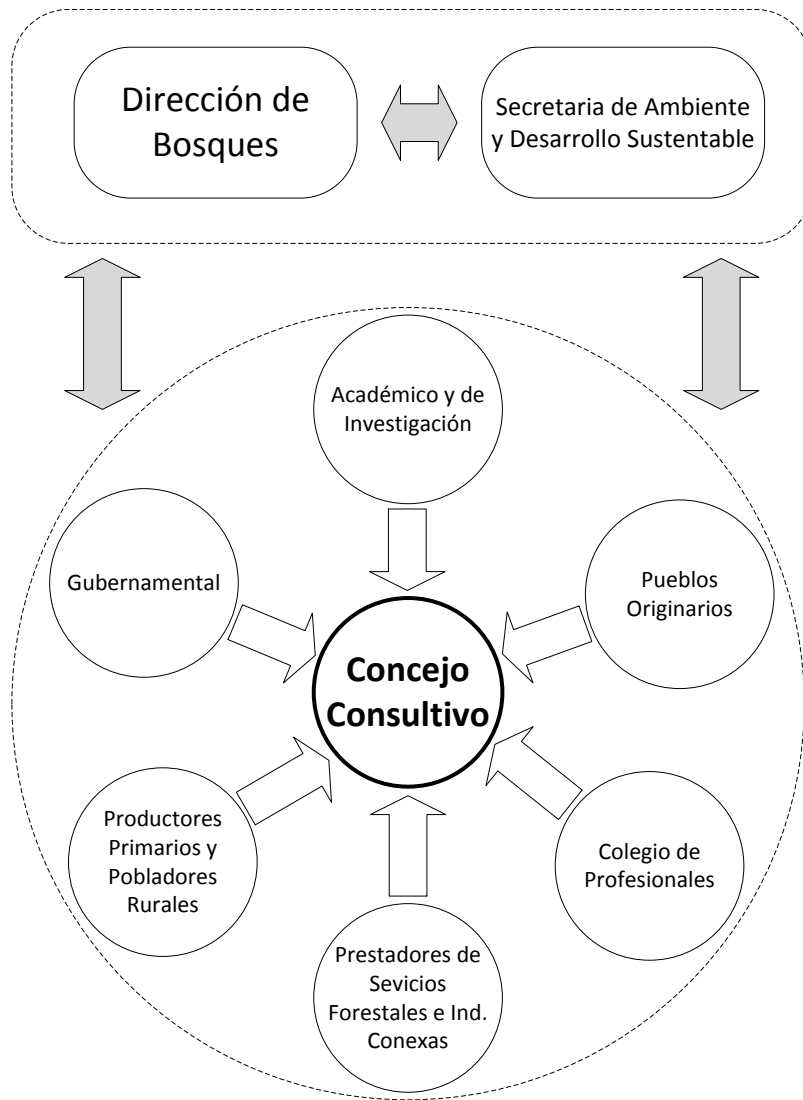 Dirección de
Bosques
Secretaria de Ambiente
y Desarrollo Sustentable
Académico y de
Investigación
Gubernamental
Pueblos
Originarios
Concejo
Consultivo
Productores
Primarios y
Pobladores
Rurales
Colegio de
Profesionales
Prestadores de
Sevicios
Forestales e Ind.
Conexas